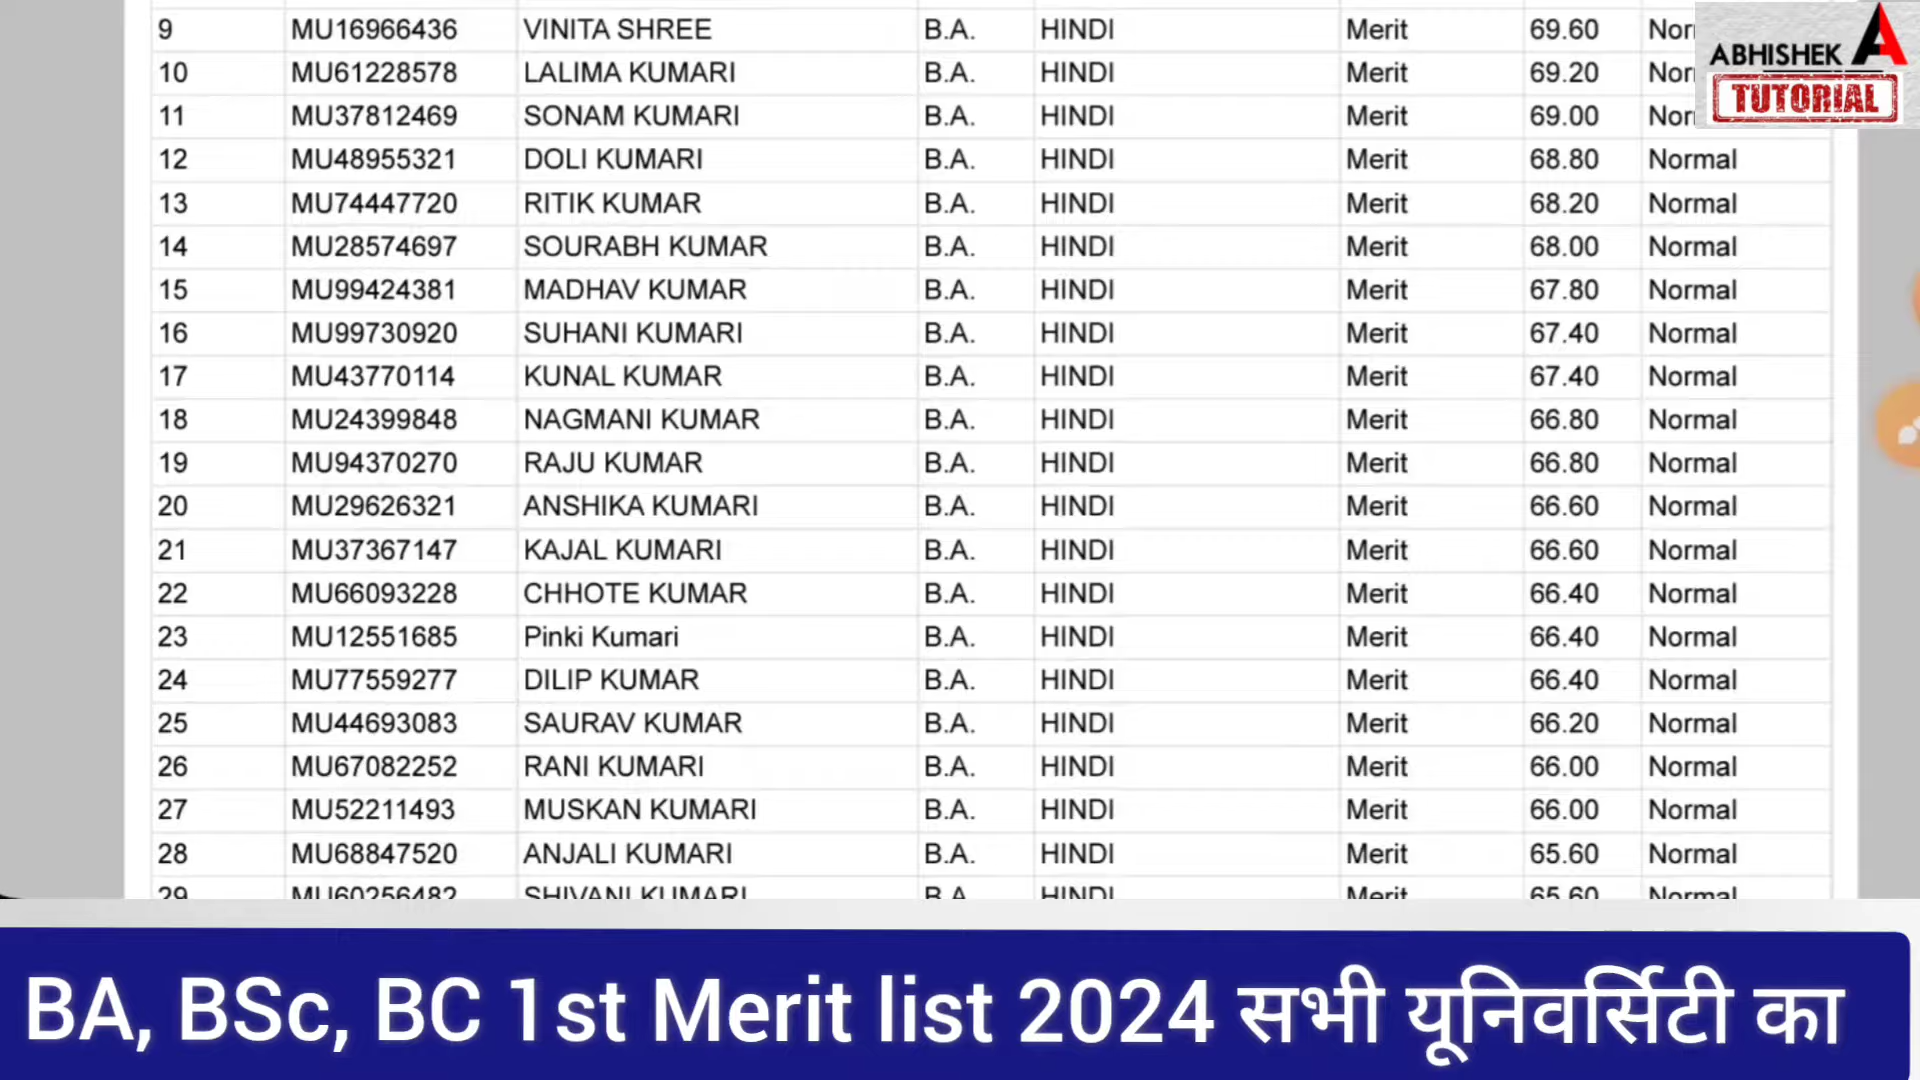 9 MU16966436 VINITA SHREE B.A. HINDI Merit 69.60
10 MU61228578 LALIMA KUMARI B.A. HINDI Merit 69.20
11 MU37812469 SONAM KUMARI B.A. HINDI Merit 69.00
ABHISHEK
TUTORIAL
12 MU48955321 DOLI KUMARI B.A. HINDI Merit 68.80 Normal
13 MU74447720 RITIK KUMAR B.A. HINDI Merit 68.20 Normal
14 MU28574697 SOURABH KUMAR B.A. HINDI Merit 68.00 Normal
15 MU99424381 MADHAV KUMAR B.A. HINDI Merit 67.80 Normal
16 MU99730920 SUHANI KUMARI B.A. HINDI Merit 67.40 Normal
17 MU43770114 KUNAL KUMAR B.A. HINDI Merit 67.40 Normal
18 MU24399848 NAGMANI KUMAR B.A. HINDI Merit 66.80 Normal
19 MU94370270 RAJU KUMAR B.A. HINDI Merit 66.80 Normal
20 MU29626321 ANSHIKA KUMARI B.A. HINDI Merit 66.60 Normal
21 MU37367147 KAJAL KUMARI B.A. HINDI Merit 66.60 Normal
22 MU66093228 CHHOTE KUMAR B.A. HINDI Merit 66.40 Normal
23 MU12551685 Pinki Kumari B.A. HINDI Merit 66.40 Normal
24 MU77559277 DILIP KUMAR B.A. HINDI Merit 66.40 Normal
25 MU44693083 SAURAV KUMAR B.A. HINDI Merit 66.20 Normal
26 MU67082252 RANI KUMARI B.A. HINDI Merit 66.00 Normal
27 MU52211493 MUSKAN KUMARI B.A. HINDI Merit 66.00 Normal
28 MU68847520 ANJALI KUMARI B.A. HINDI Merit 65.60 Normal
29 MU60256482 SHIVANI KUMARI B.A. HINDI Merit 65.60 Normal
BA, BSc, BC 1st Merit list 2024 सभी यूनिवर्सिटी का